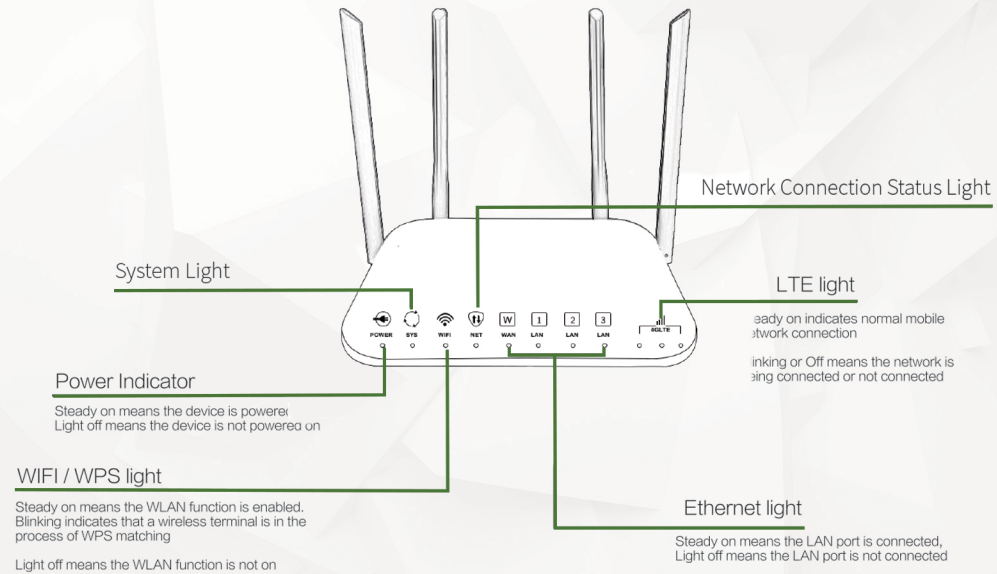 Network Connection Status Light
System Light
LTE light
on indicates normal mobile
connection
or Off means the network is
connected or not connected
W 1 2 3
POWER SYS WIFI NET WAN LAN LAN LAN 4GLTE
Power Indicator
Steady on means the device is
Light off means the device is not powered on
WIFI / WPS light
Steady on means the WLAN function is enabled.
Blinking indicates that a wireless terminal is in the
process of WPS matching
Light off means the WLAN function is not on
Ethernet light
Steady on means the LAN port is connected,
Light off means the LAN port is not connected